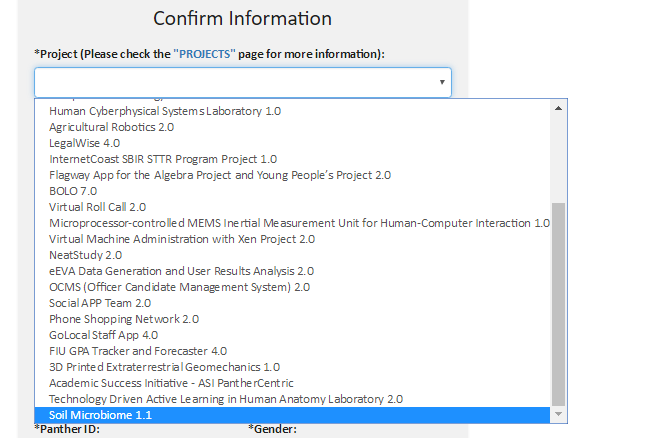 Confirm Information
*Project (Please check the "PROJECTS" page for more information):
Human Cyberphysical Systems Laboratory 1.0
Agricultural Robotics 2.0
LegalWise 4.0
InternetCoast SBIR STTR Program Project 1.0
Flagway App for the Algebra Project and Young People's Project 2.0
BOLO 7.0
Virtual Roll Call 2.0
Microprocessor-controlled MEMS Inertial Measurement Unit for Human-Computer Interaction 1.0
Virtual Machine Administration with Xen Project 2.0
NeatStudy 2.0
eEVA Data Generation and User Results Analysis 2.0
OCMS (Officer Candidate Management System) 2.0
Social APP Team 2.0
Phone Shopping Network 2.0
GoLocal Staff App 4.0
FIU GPA Tracker and Forecaster 4.0
3D Printed Extraterrestrial Geomechanics 1.0
Academic Success Initiative - ASI PantherCentric
Technology Driven Active Learning in Human Anatomy Laboratory 2.0
Soil Microbiome 1.1
*Panther ID: *Gender: